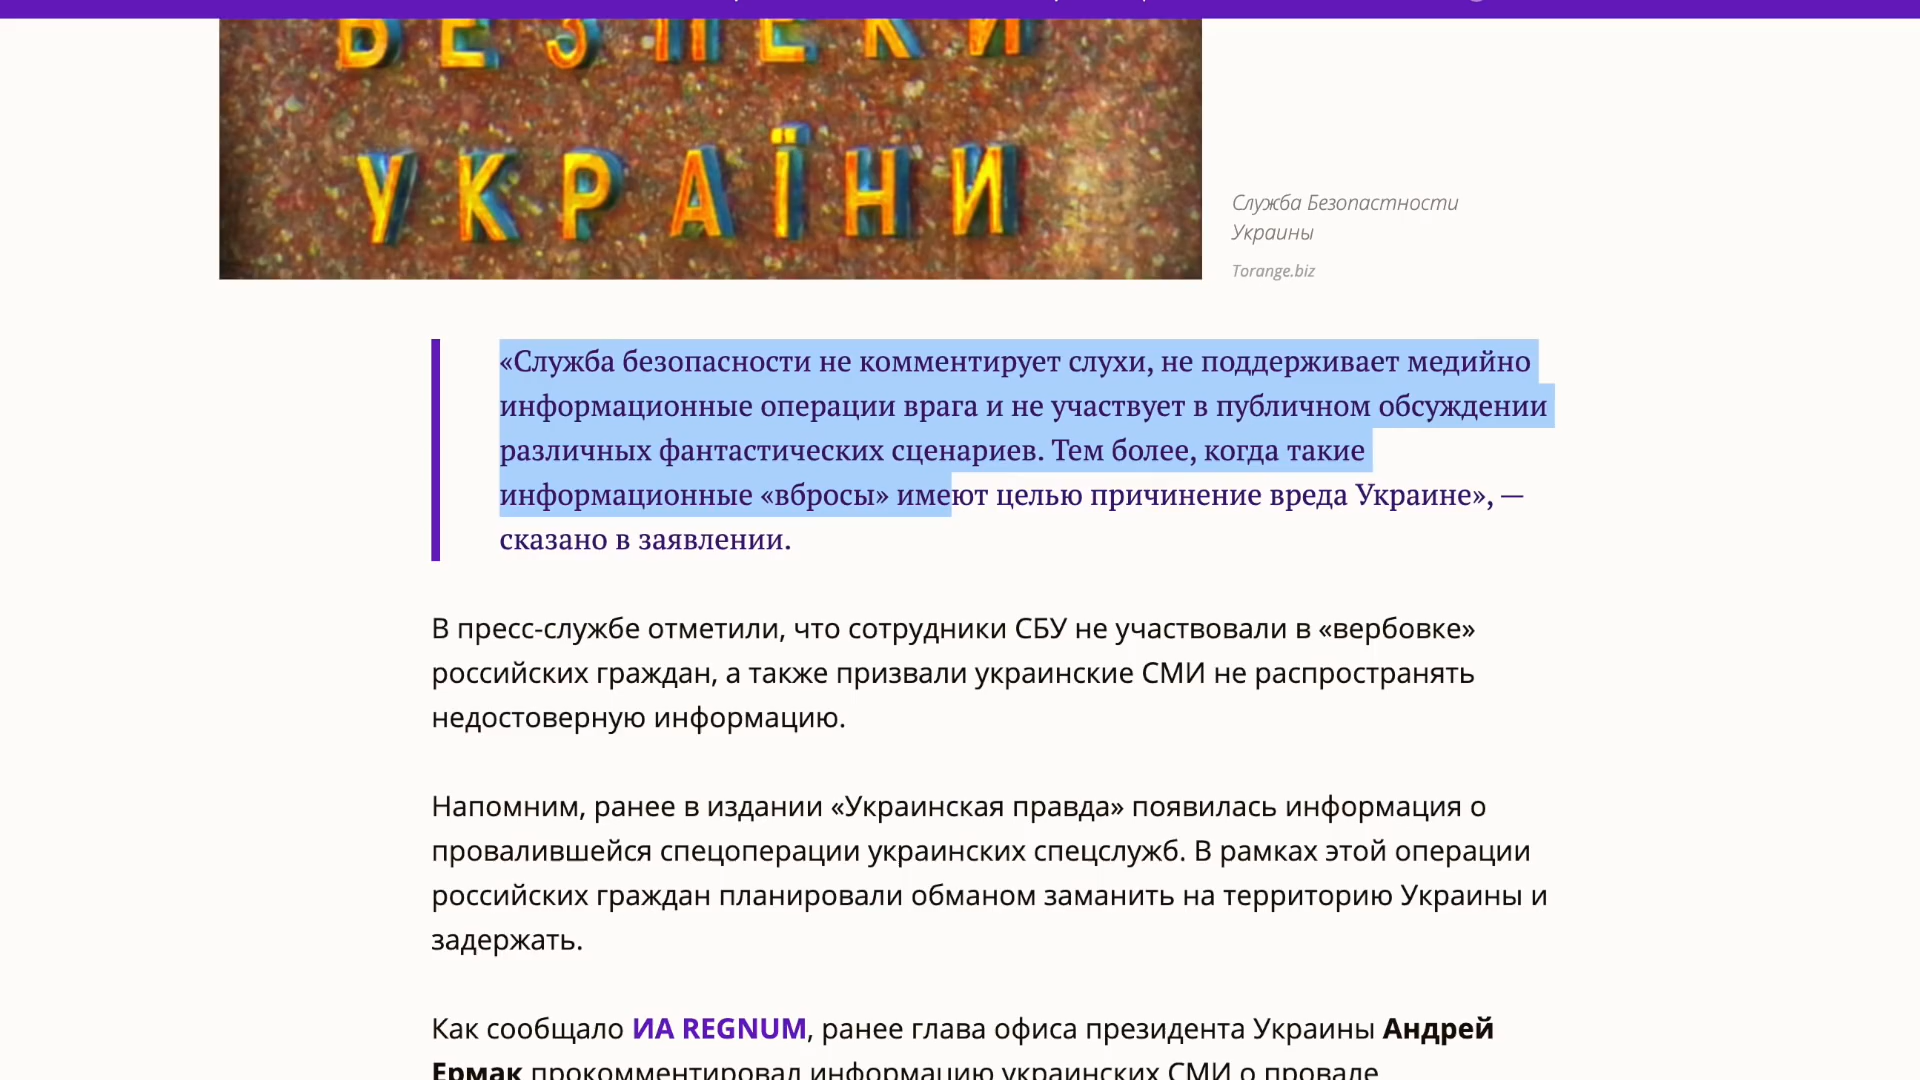 БЕЗПЕКИ
УКРАЇНИ
Служба Безопастности
Украины
Torange.biz
«Служба безопасности не комментирует слухи, не поддерживает медийно
информационные операции врага и не участвует в публичном обсуждении
различных фантастических сценариев. Тем более, когда такие
информационные «вбросы» имеют целью причинение вреда Украине», —
сказано в заявлении.
В пресс-службе отметили, что сотрудники СБУ не участвовали в «вербовке»
российских граждан, а также призвали украинские СМИ не распространять
недостоверную информацию.
Напомним, ранее в издании «Украинская правда» появилась информация о
провалившейся спецоперации украинских спецслужб. В рамках этой операции
российских граждан планировали обманом заманить на территорию Украины и
задержать.
Как сообщало ИА REGNUM, ранее глава офиса президента Украины Андрей
Ермак прокомментировал информацию украинских СМИ о провале